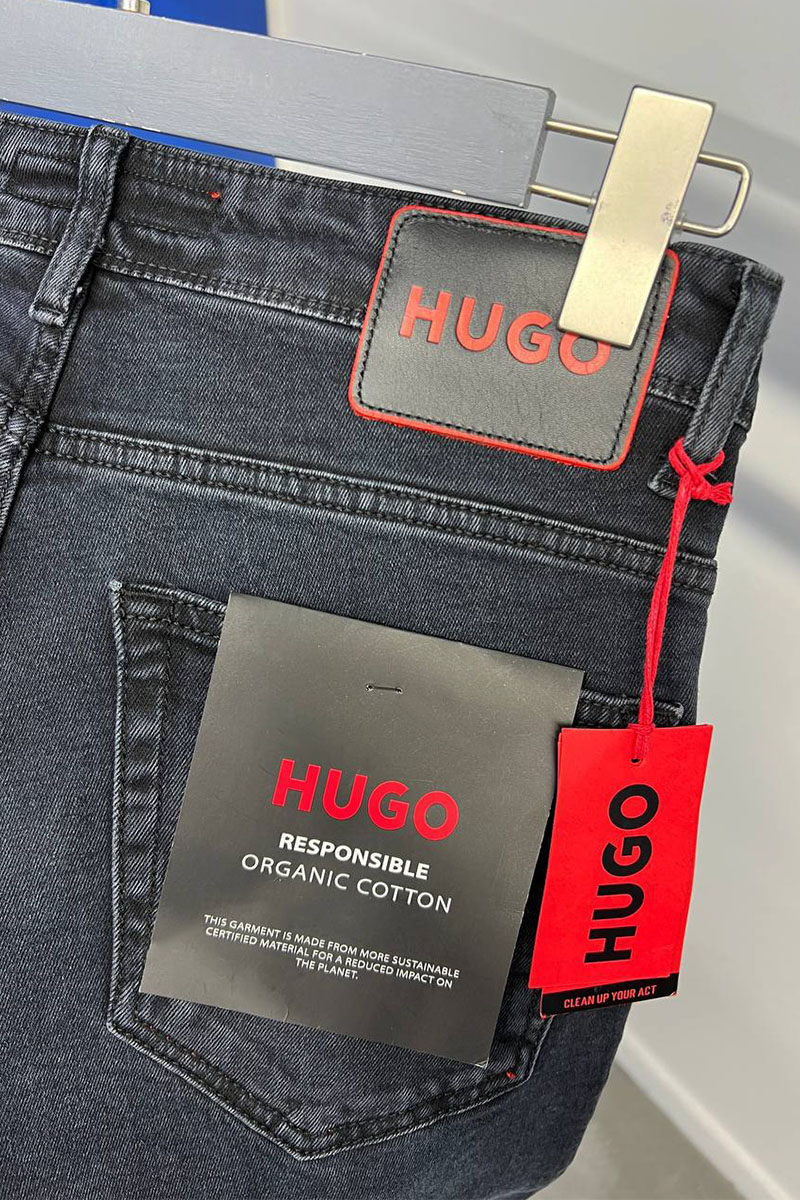 HUGO
HUGO
RESPONSIBLE
ORGANIC COTTON
THIS GARMENT IS MADE FROM MORE SUSTAINABLE
CERTIFIED MATERIAL FOR A REDUCED IMPACT ON
THE PLANET.
HUGO
CLEAN UP YOUR ACT